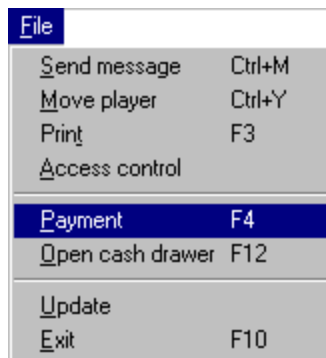 File
Send message Ctrl+M
Move player Ctrl+Y
Print F3
Access control
Payment F4
Open cash drawer F12
Update
Exit F10